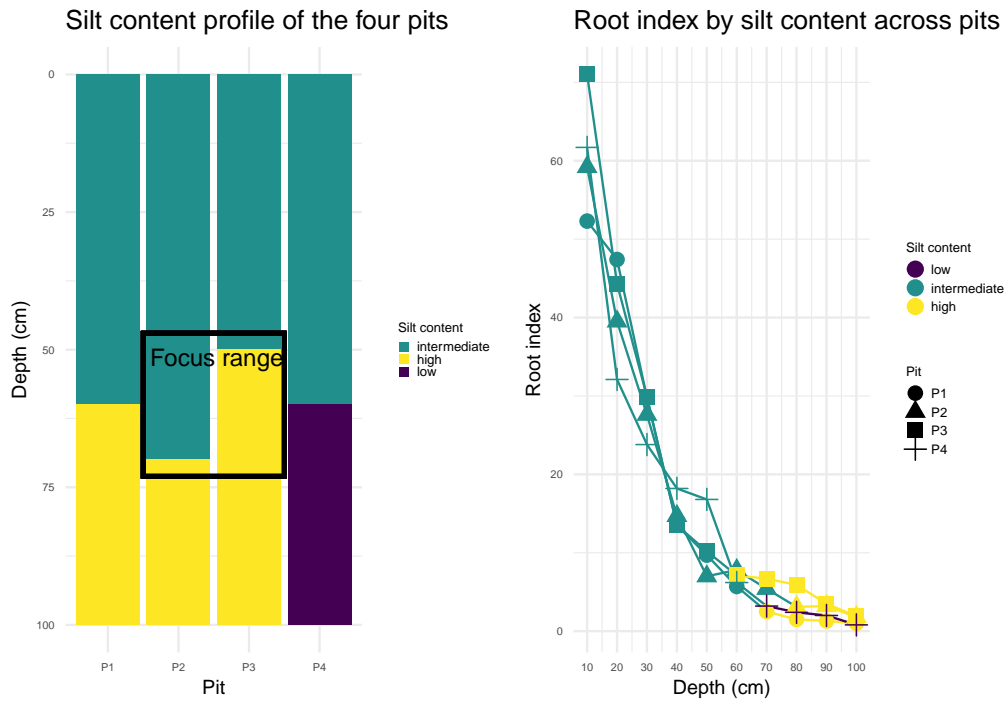 Silt content profile of the four pits
0
25
50
75
100
Depth (cm)
Focus range
P1 P2 P3 P4
Pit
Silt content
intermediate
high
low
Root index by silt content across pits
60
40
20
0
Root index
10 20 30 40 50 60 70 80 90 100
Depth (cm)
Silt content
low
intermediate
high
Pit
P1
P2
P3
P4